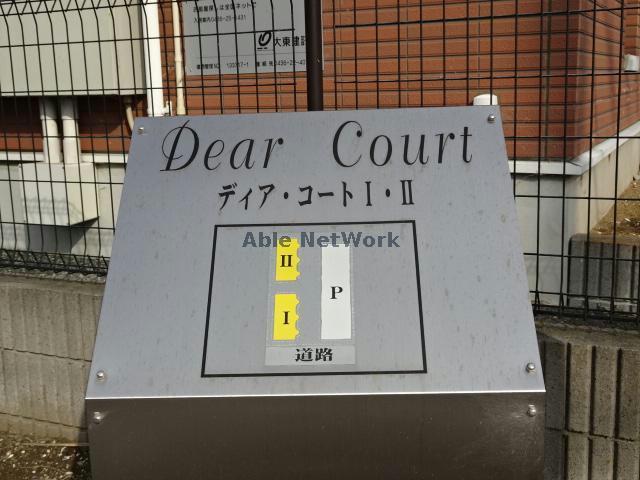 大東建託
Dear Court
ディア・コートⅠ・Ⅱ
Able NetWork
Ⅱ
P
Ⅰ
道路